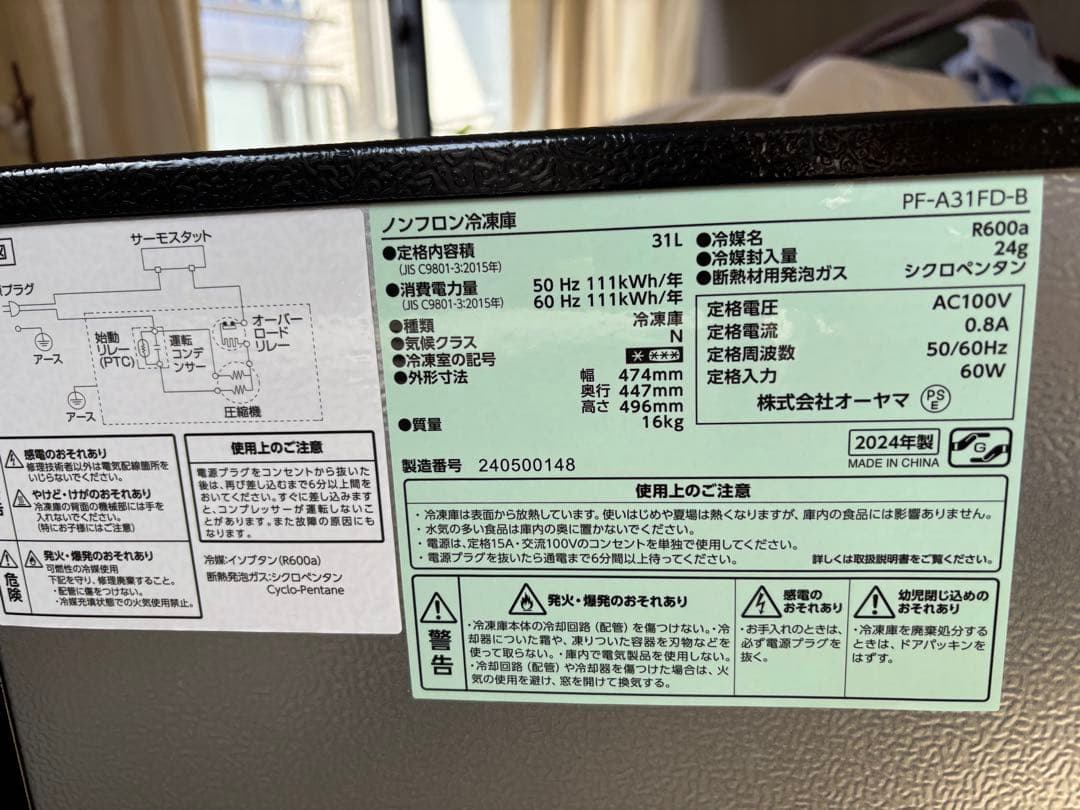 サーモスタット
プラグ
アース
始動
リレー
(PTC)
運転
コンデ
ンサー
オーバー
ロード
リレー
アース
圧縮機
感電のおそれあり
修理技術者以外は電気配線箇所を
いじらないでください。
やけど・けがのおそれあり
冷凍庫の背面の機械部には手を
入れないでください。
(特にお子様にはご注意)
危険
発火・爆発のおそれあり
可燃性の冷媒使用
下記を守り、修理廃棄すること。
・配管に傷をつけない。
・冷媒充填状態での火気使用禁止。
使用上のご注意
電源プラグをコンセントから抜いた
後は、再び差し込むまで6分以上間を
おいてください。すぐに差し込みます
と、コンプレッサーが運転しないこ
とがあります。また故障の原因にも
なります。
冷媒:イソブタン(R600a)
断熱発泡ガス:シクロペンタン
Cyclo-Pentane
PF-A31FD-B
ノンフロン冷凍庫
●定格内容積 31L
(JIS C9801-3:2015年)
●消費電力量 50 Hz 111kWh/年
(JIS C9801-3:2015年) 60 Hz 111kWh/年
●種類 冷凍庫
●気候クラス N
●冷凍室の記号
●外形寸法 幅 474mm
奥行 447mm
高さ 496mm
●質量 16kg
●冷媒名 R600a
●冷媒封入量 24g
●断熱材用発泡ガス シクロペンタン
定格電圧 AC100V
定格電流 0.8A
定格周波数 50/60Hz
定格入力 60W
株式会社オーヤマ PSE
製造番号 240500148
2024年製
MADE IN CHINA
G
使用上のご注意
・冷凍庫は表面から放熱しています。使いはじめや夏場は熱くなりますが、庫内の食品には影響ありません。
・水気の多い食品は庫内の奥に置かないでください。
・電源は、定格15A・交流100Vのコンセントを単独で使用してください。
・電源プラグを抜いたら通電まで6分間以上待ってください。 詳しくは取扱説明書をご覧ください。
警告
発火・爆発のおそれあり
・冷凍庫本体の冷却回路(配管)を傷つけない。・冷
却器についた霜や、凍りついた容器を刃物などを
使って取らない。・庫内で電気製品を使用しない。
・冷却回路(配管)や冷却器を傷つけた場合は、火
気の使用を避け、窓を開けて換気する。
感電の
おそれあり
・お手入れのときは、
必ず電源プラグを
抜く。
幼児閉じ込めの
おそれあり
・冷凍庫を廃棄処分する
ときは、ドアパッキンを
はずす。